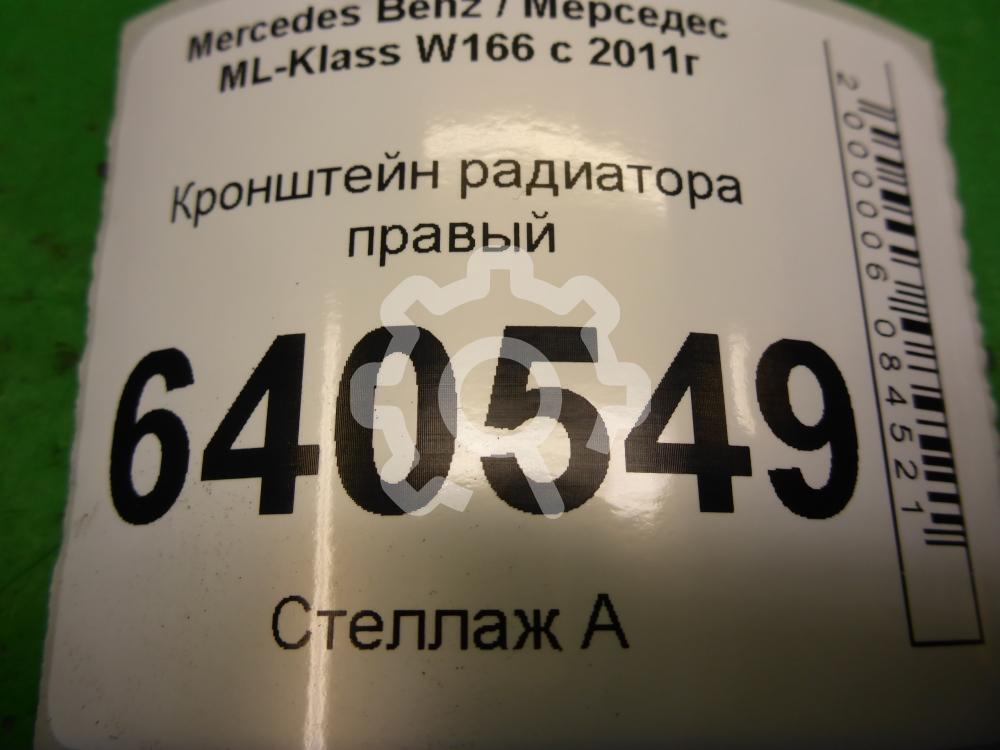 Mercedes Benz / Мерседес
ML-Klass W166 с 2011г
Кронштейн радиатора
правый
640549
Стеллаж А
2000006084521